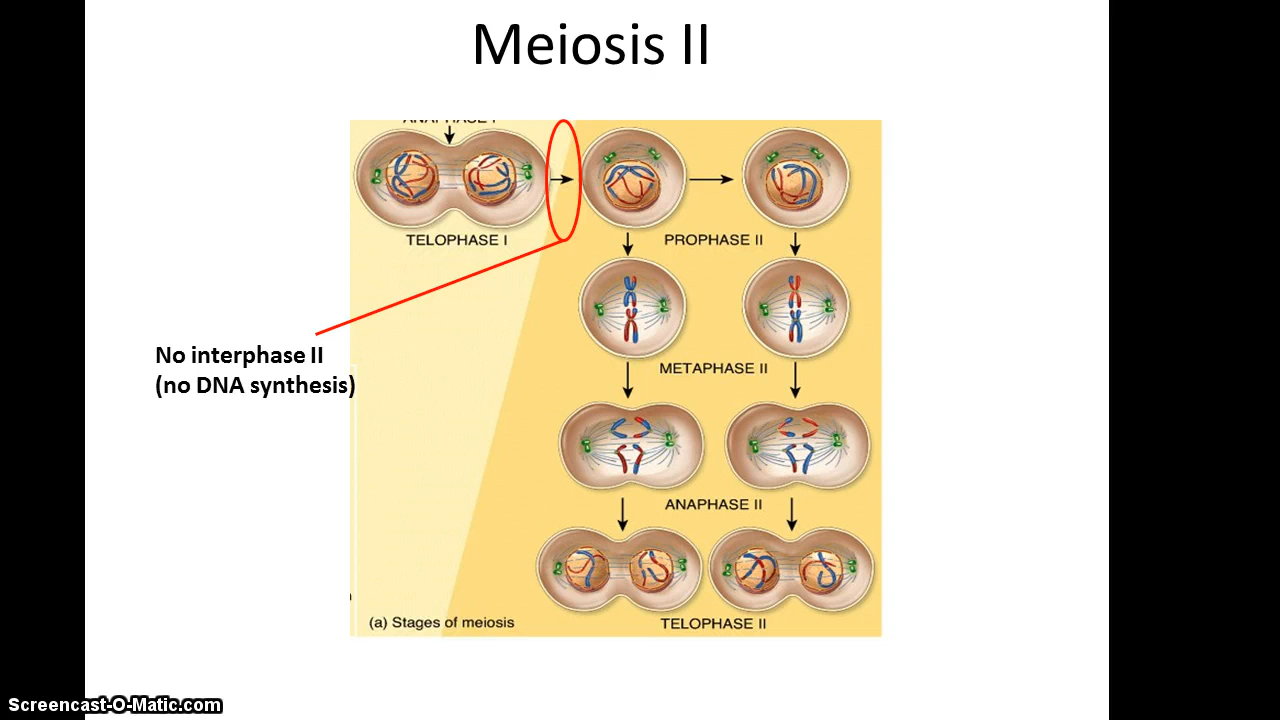 Meiosis II
ANAPHASE I
TELOPHASE I
PROPHASE II
METAPHASE II
No interphase II
(no DNA synthesis)
ANAPHASE II
(a) Stages of meiosis
TELOPHASE II
Screencast-O-Matic.com